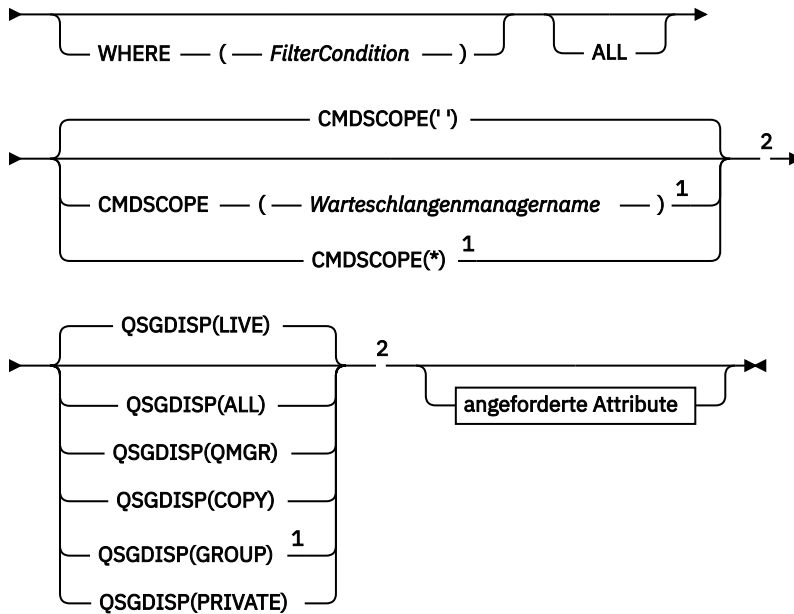 WHERE ( FilterCondition )
ALL
CMDSCOPE(' ')
2
CMDSCOPE ( Warteschlangenmanagername ) 1
CMDSCOPE(*) 1
QSGDISP(LIVE)
2
QSGDISP(ALL)
angeforderte Attribute
QSGDISP(QMGR)
QSGDISP(COPY)
QSGDISP(GROUP) 1
QSGDISP(PRIVATE)